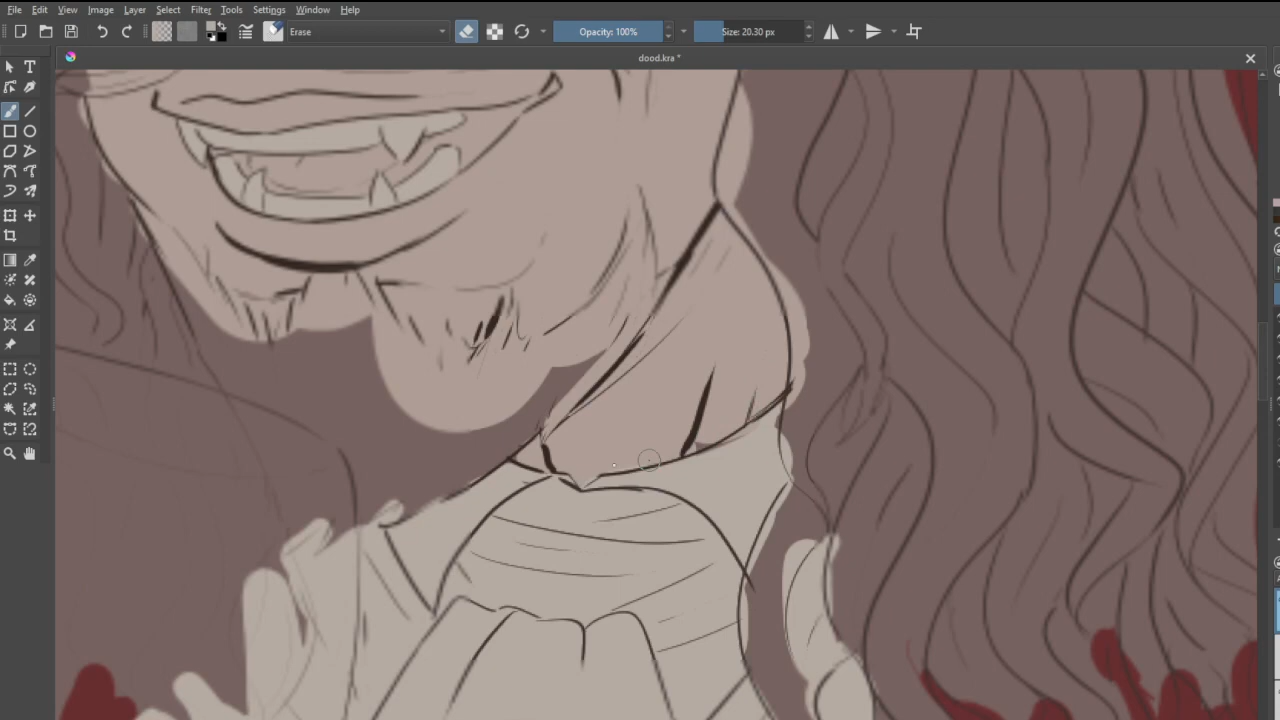 File Edit View Image Layer Select Filter Tools Settings Window Help
Erase Opacity: 100% Size: 20.30 px
dood.kra *